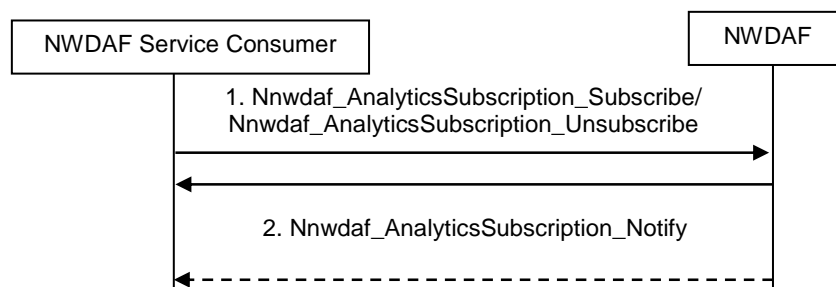 NWDAF Service Consumer
NWDAF
1. Nnwdaf_AnalyticsSubscription_Subscribe/
Nnwdaf_AnalyticsSubscription_Unsubscribe
2. Nnwdaf_AnalyticsSubscription_Notify